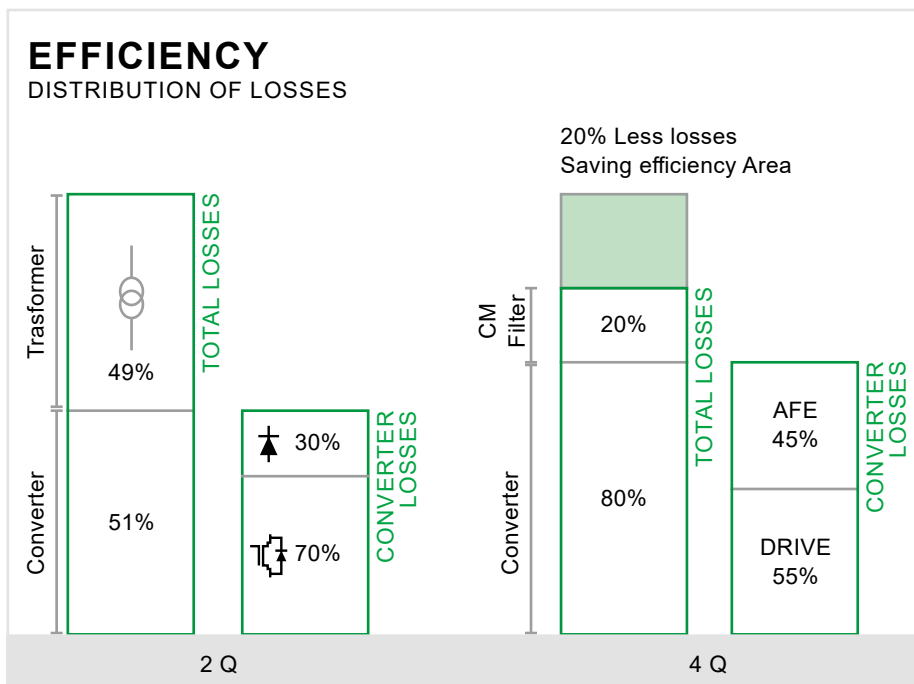 EFFICIENCY
DISTRIBUTION OF LOSSES
Trasformer
49%
TOTAL LOSSES
Converter
51%
30%
70%
CONVERTER
LOSSES
2 Q
20% Less losses
Saving efficiency Area
CM
Filter
20%
TOTAL LOSSES
Converter
80%
AFE
45%
DRIVE
55%
CONVERTER
LOSSES
4 Q